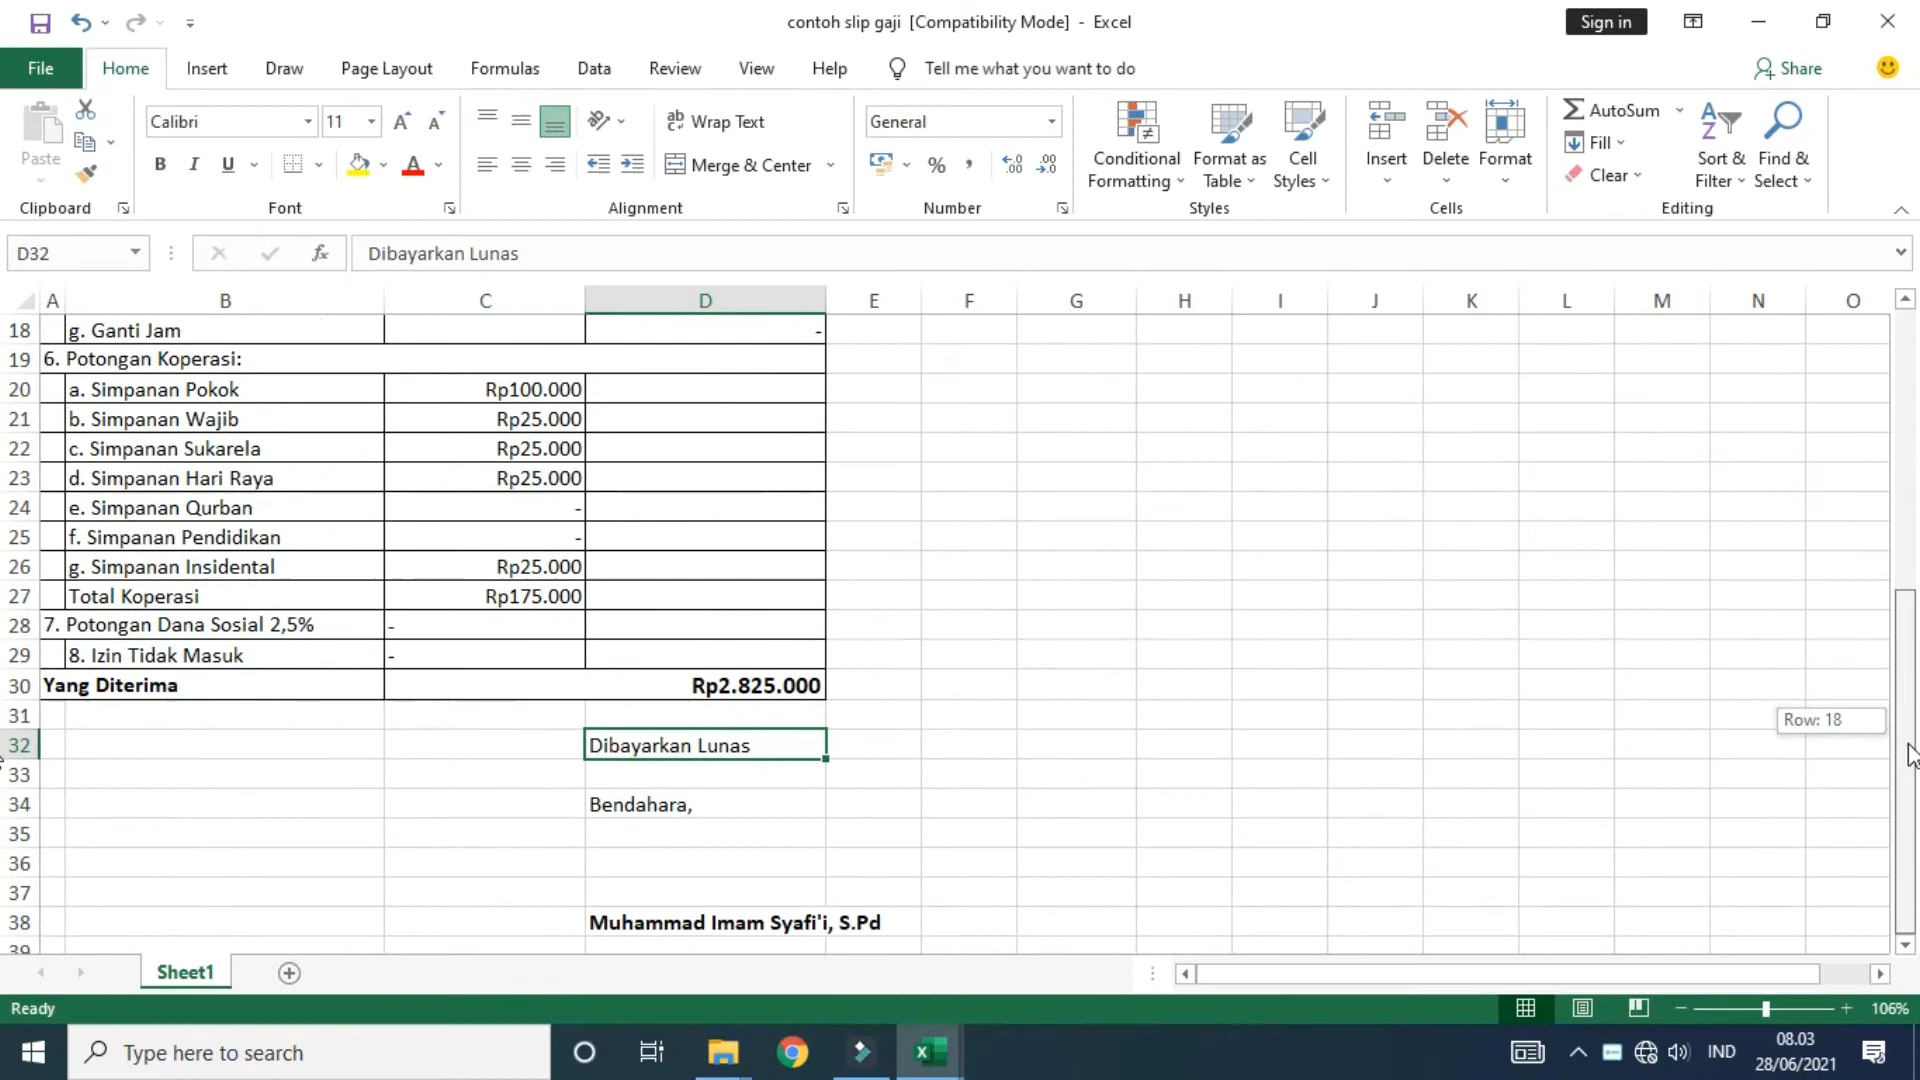 contoh slip gaji [Compatibility Mode] - Excel
Sign in
File Home Insert Draw Page Layout Formulas Data Review View Help Tell me what you want to do Share
Paste
Calibri 11
Wrap Text
General
Conditional Formatting
Format as Table
Cell Styles
Insert Delete Format
AutoSum
Fill
Clear
Sort & Filter
Find & Select
B I U
Merge & Center
% ,
Clipboard Font Alignment Number Styles Cells Editing
D32 fx Dibayarkan Lunas
A B C D E F G H I J K L M N O
18 g. Ganti Jam -
19 6. Potongan Koperasi:
20 a. Simpanan Pokok Rp100.000
21 b. Simpanan Wajib Rp25.000
22 c. Simpanan Sukarela Rp25.000
23 d. Simpanan Hari Raya Rp25.000
24 e. Simpanan Qurban -
25 f. Simpanan Pendidikan -
26 g. Simpanan Insidental Rp25.000
27 Total Koperasi Rp175.000
28 7. Potongan Dana Sosial 2,5% -
29 8. Izin Tidak Masuk -
30 Yang Diterima Rp2.825.000
31
Row: 18
32 Dibayarkan Lunas
33
34 Bendahara,
35
36
37
38 Muhammad Imam Syafi'i, S.Pd
39
Sheet1
Ready 106%
Type here to search
IND
08.03
28/06/2021